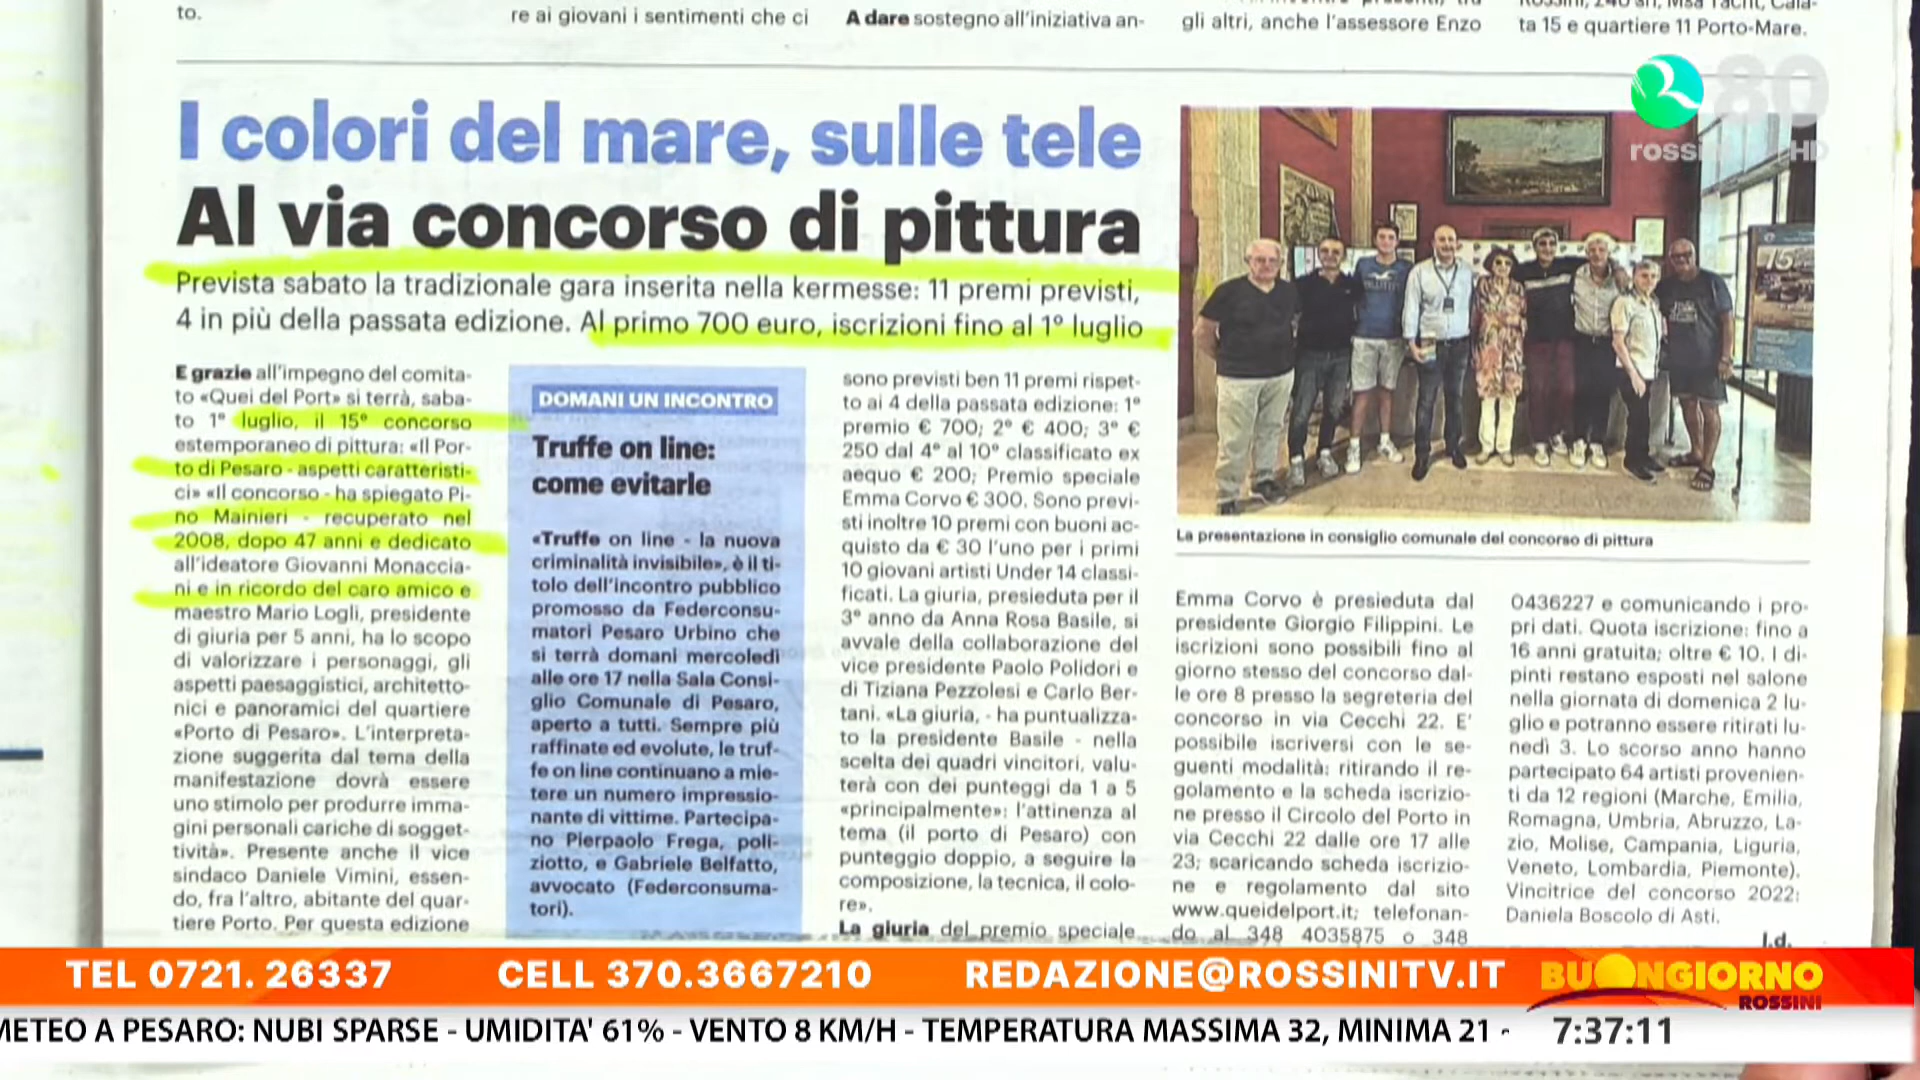 to.
re ai giovani i sentimenti che ci
A dare sostegno all'iniziativa an-
gli altri, anche l'assessore Enzo
ta 15 e quartiere 11 Porto-Mare.
I colori del mare, sulle tele
Al via concorso di pittura
Prevista sabato la tradizionale gara inserita nella kermesse: 11 premi previsti,
4 in più della passata edizione. Al primo 700 euro, iscrizioni fino al 1° luglio
E grazie all'impegno del comita-
to «Quei del Port» si terrà, saba-
to 1° luglio, il 15° concorso
estemporaneo di pittura: «Il Por-
to di Pesaro - aspetti caratteristi-
ci» «Il concorso - ha spiegato Pi-
no Mainieri - recuperato nel
2008, dopo 47 anni e dedicato
all'ideatore Giovanni Monaccia-
ni e in ricordo del caro amico e
maestro Mario Logli, presidente
di giuria per 5 anni, ha lo scopo
di valorizzare i personaggi, gli
aspetti paesaggistici, architetto-
nici e panoramici del quartiere
«Porto di Pesaro». L'interpreta-
zione suggerita dal tema della
manifestazione dovrà essere
uno stimolo per produrre imma-
gini personali cariche di sogget-
tività». Presente anche il vice
sindaco Daniele Vimini, essen-
do, fra l'altro, abitante del quar-
tiere Porto. Per questa edizione
DOMANI UN INCONTRO
Truffe on line:
come evitarle
«Truffe on line - la nuova
criminalità invisibile», è il ti-
tolo dell'incontro pubblico
promosso da Federconsu-
matori Pesaro Urbino che
si terrà domani mercoledì
alle ore 17 nella Sala Consi-
glio Comunale di Pesaro,
aperto a tutti. Sempre più
raffinate ed evolute, le truf-
fe on line continuano a mie-
tere un numero impressio-
nante di vittime. Partecipa-
no Pierpaolo Frega, poli-
ziotto, e Gabriele Belfatto,
avvocato (Federconsuma-
tori).
sono previsti ben 11 premi rispet-
to ai 4 della passata edizione: 1°
premio € 700; 2° € 400; 3° €
250 dal 4° al 10° classificato ex
aequo € 200; Premio speciale
Emma Corvo € 300. Sono previ-
sti inoltre 10 premi con buoni ac-
quisto da € 30 l'uno per i primi
10 giovani artisti Under 14 classi-
ficati. La giuria, presieduta per il
3° anno da Anna Rosa Basile, si
avvale della collaborazione del
vice presidente Paolo Polidori e
di Tiziana Pezzolesi e Carlo Ber-
tani. «La giuria, - ha puntualizza-
to la presidente Basile - nella
scelta dei quadri vincitori, valu-
terà con dei punteggi da 1 a 5
«principalmente»: l'attinenza al
tema (il porto di Pesaro) con
punteggio doppio, a seguire la
composizione, la tecnica, il colo-
re».
La giuria del premio speciale
La presentazione in consiglio comunale del concorso di pittura
Emma Corvo è presieduta dal
presidente Giorgio Filippini. Le
iscrizioni sono possibili fino al
giorno stesso del concorso dal-
le ore 8 presso la segreteria del
concorso in via Cecchi 22. E'
possibile iscriversi con le se-
guenti modalità: ritirando il re-
golamento e la scheda iscrizio-
ne presso il Circolo del Porto in
via Cecchi 22 dalle ore 17 alle
23; scaricando scheda iscrizio-
ne e regolamento dal sito
www.queidelport.it; telefonan-
do al 348 4035875 o 348
0436227 e comunicando i pro-
pri dati. Quota iscrizione: fino a
16 anni gratuita; oltre € 10. I di-
pinti restano esposti nel salone
nella giornata di domenica 2 lu-
glio e potranno essere ritirati lu-
nedì 3. Lo scorso anno hanno
partecipato 64 artisti provenien-
ti da 12 regioni (Marche, Emilia,
Romagna, Umbria, Abruzzo, La-
zio, Molise, Campania, Liguria,
Veneto, Lombardia, Piemonte).
Vincitrice del concorso 2022:
Daniela Boscolo di Asti.
l.d.
80
HD
TEL 0721. 26337
CELL 370.3667210
REDAZIONE@ROSSINITV.IT
BUONGIORNO
ROSSINI
METEO A PESARO: NUBI SPARSE - UMIDITA' 61% - VENTO 8 KM/H - TEMPERATURA MASSIMA 32, MINIMA 21 -
7:37:11